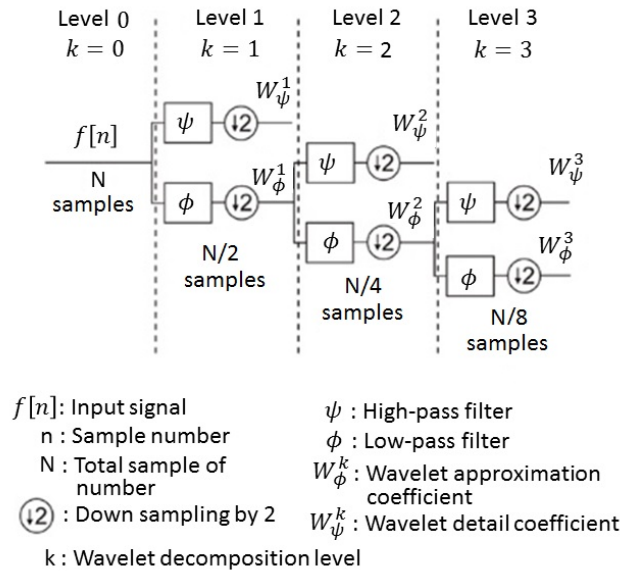 Level 0 Level 1 Level 2 Level 3
k = 0 k = 1 k = 2 k = 3
f[n]
N
samples
ψ ↓2 W_ψ^1
ϕ ↓2 W_ϕ^1
N/2
samples
ψ ↓2 W_ψ^2
ϕ ↓2 W_ϕ^2
N/4
samples
ψ ↓2 W_ψ^3
ϕ ↓2 W_ϕ^3
N/8
samples
f[n]: Input signal
n : Sample number
N : Total sample of
number
↓2 : Down sampling by 2
k : Wavelet decomposition level
ψ : High-pass filter
ϕ : Low-pass filter
W_ϕ^k : Wavelet approximation
coefficient
W_ψ^k : Wavelet detail coefficient